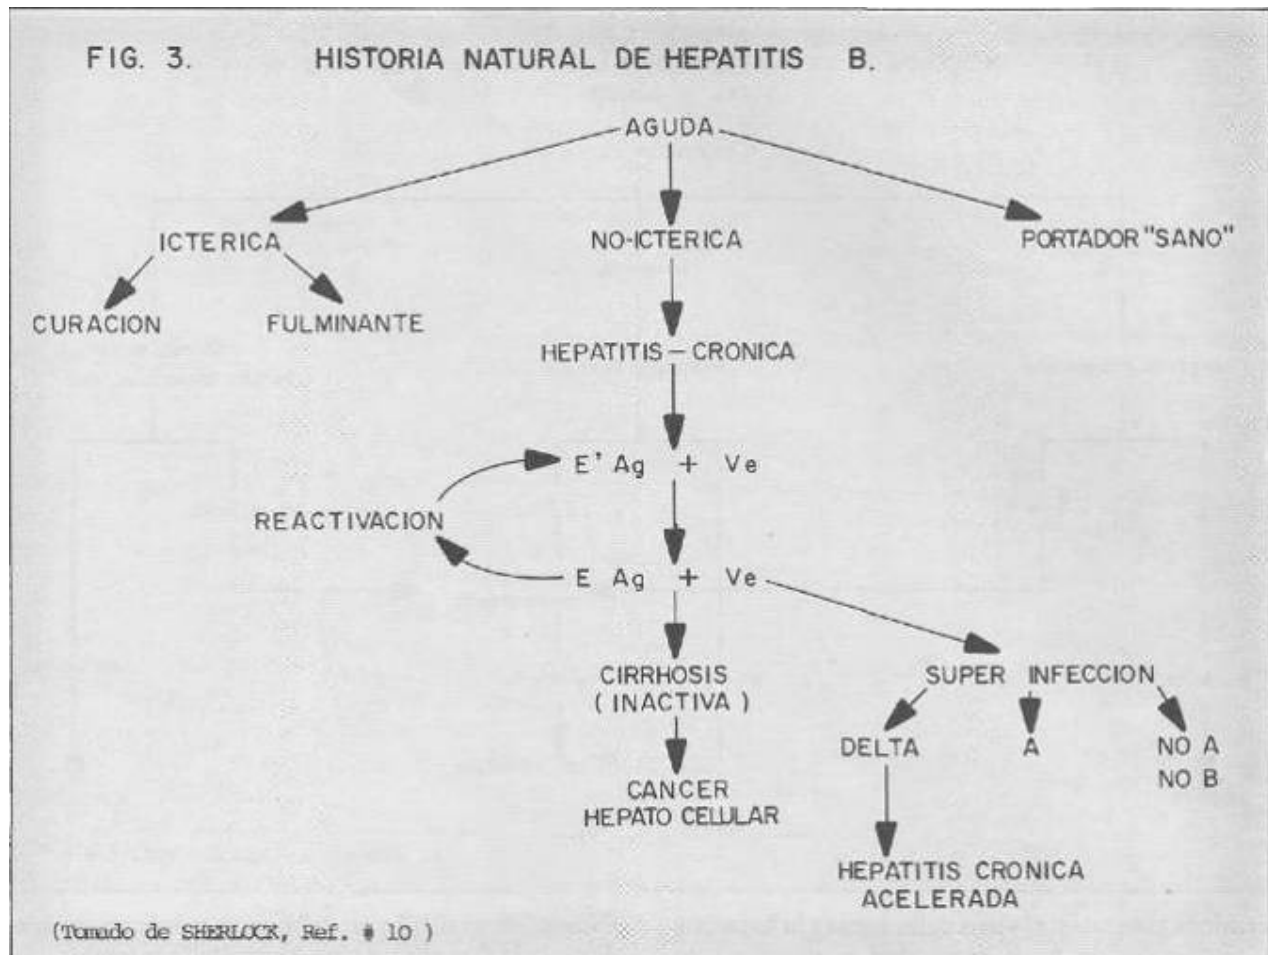 FIG. 3. HISTORIA NATURAL DE HEPATITIS B.
AGUDA
ICTERICA NO-ICTERICA PORTADOR "SANO"
CURACION FULMINANTE
HEPATITIS - CRONICA
E' Ag + Ve
REACTIVACION
E Ag + Ve
CIRRHOSIS
(INACTIVA)
SUPER INFECCION
DELTA A NO A
NO B
CANCER
HEPATO CELULAR
HEPATITIS CRONICA
ACELERADA
(Tomado de SHERLOCK, Ref. # 10 )